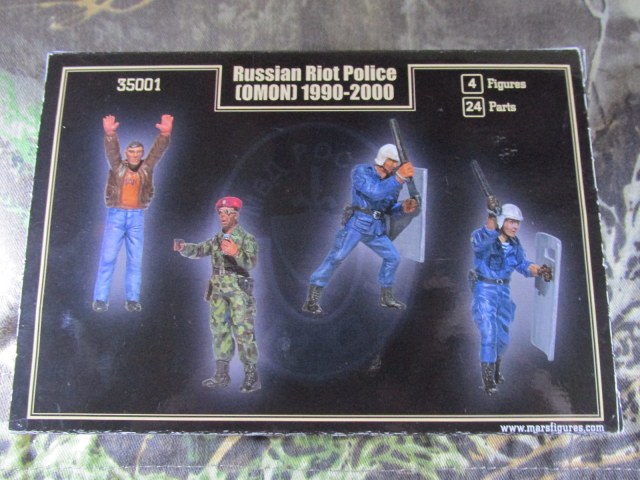 35001
Russian Riot Police
(OMON) 1990-2000
4 Figures
24 Parts
www.marsfigures.com